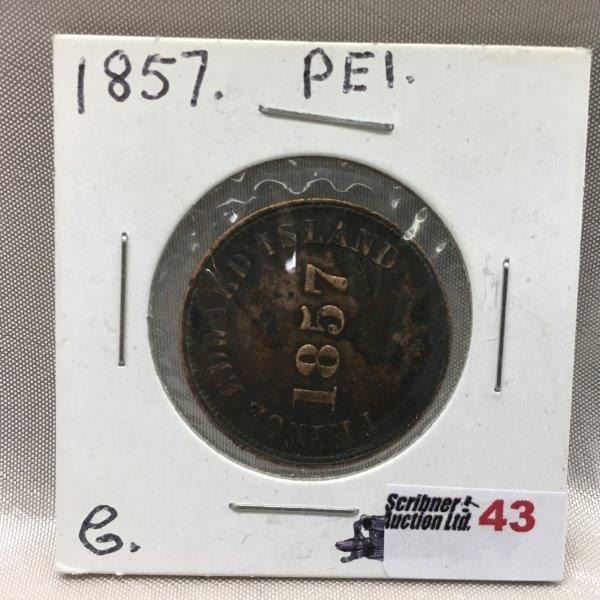 1857. PEI.
PRINCE EDWARD ISLAND
1857
G.
Scribner
Auction Ltd. 43